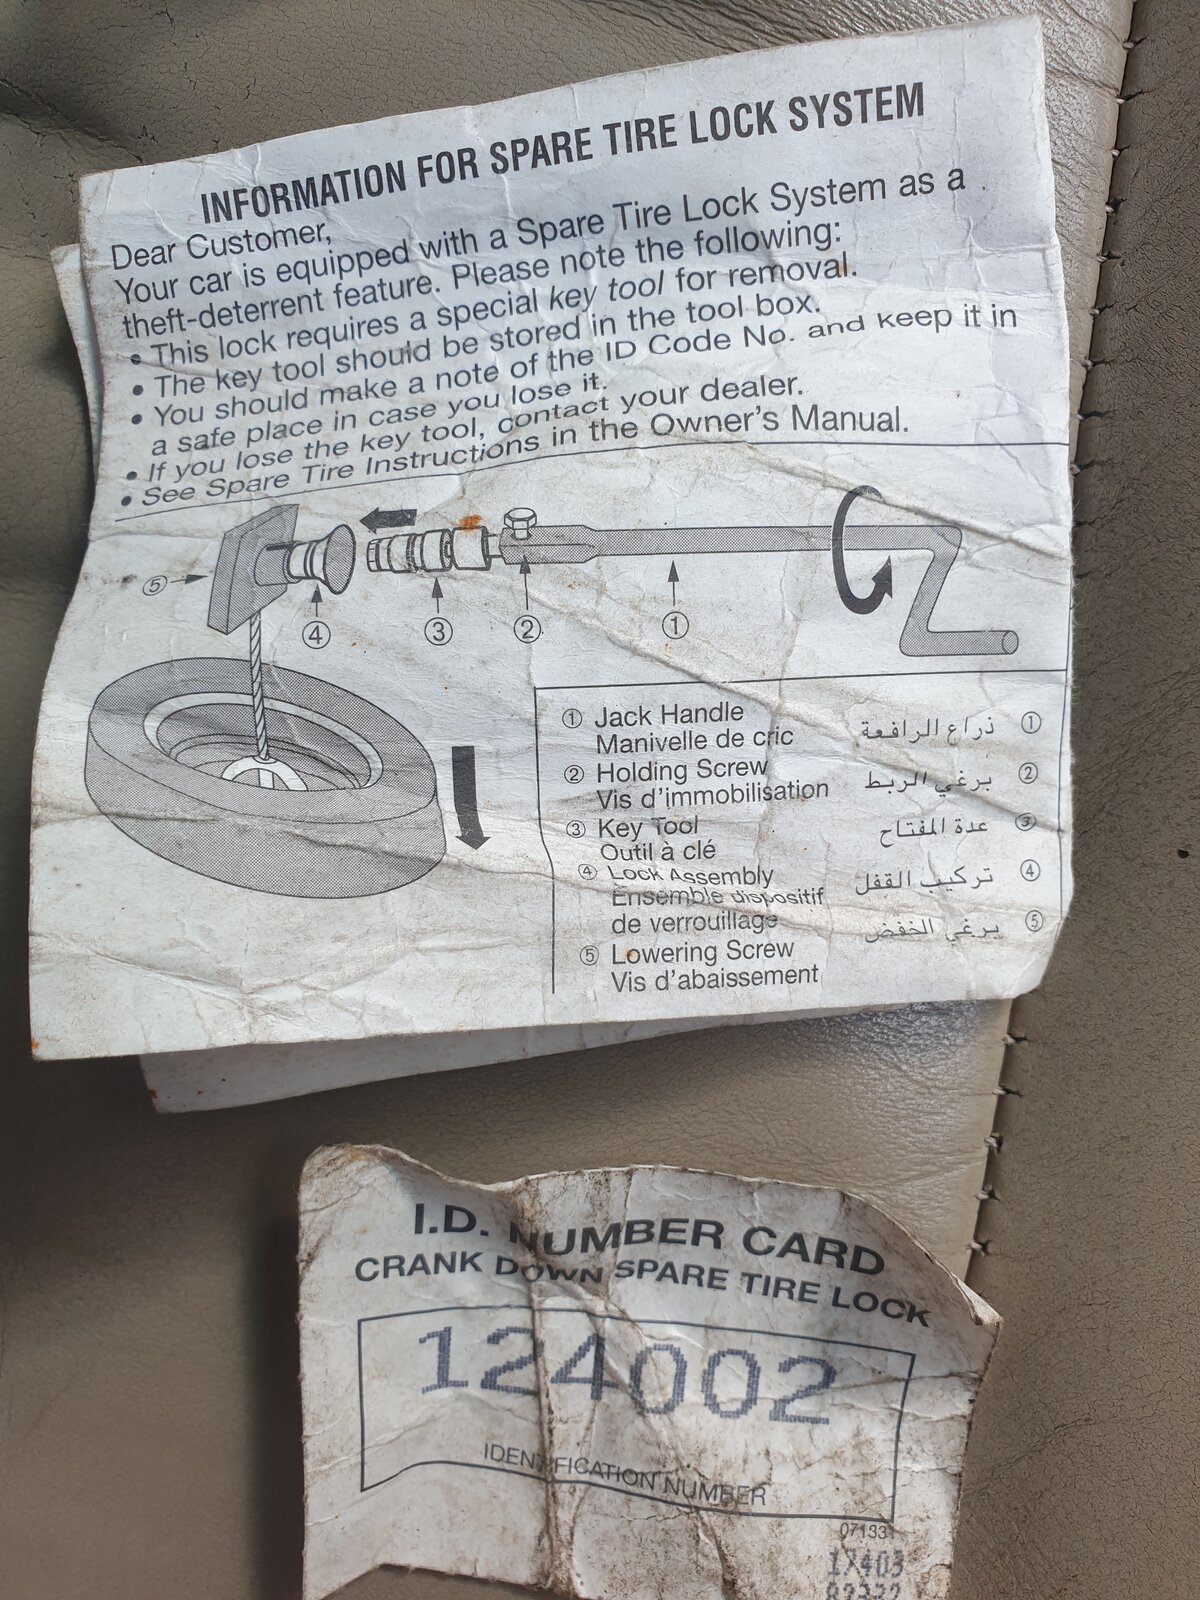 INFORMATION FOR SPARE TIRE LOCK SYSTEM
Dear Customer,
Your car is equipped with a Spare Tire Lock System as a
theft-deterrent feature. Please note the following:
• This lock requires a special key tool for removal.
• The key tool should be stored in the tool box.
• You should make a note of the ID Code No. and keep it in
a safe place in case you lose it.
• If you lose the key tool, contact your dealer.
• See Spare Tire Instructions in the Owner's Manual.
⑤
④
③
②
①
① Jack Handle
Manivelle de cric
② Holding Screw
Vis d'immobilisation
③ Key Tool
Outil à clé
④ Lock Assembly
Ensemble dispositif
de verrouillage
⑤ Lowering Screw
Vis d'abaissement
① ذراع الرافعة
② برغي الربط
③ عدة المفتاح
④ تركيب القفل
⑤ برغي الخفض
I.D. NUMBER CARD
CRANK DOWN SPARE TIRE LOCK
124002
IDENTIFICATION NUMBER
071331
17403